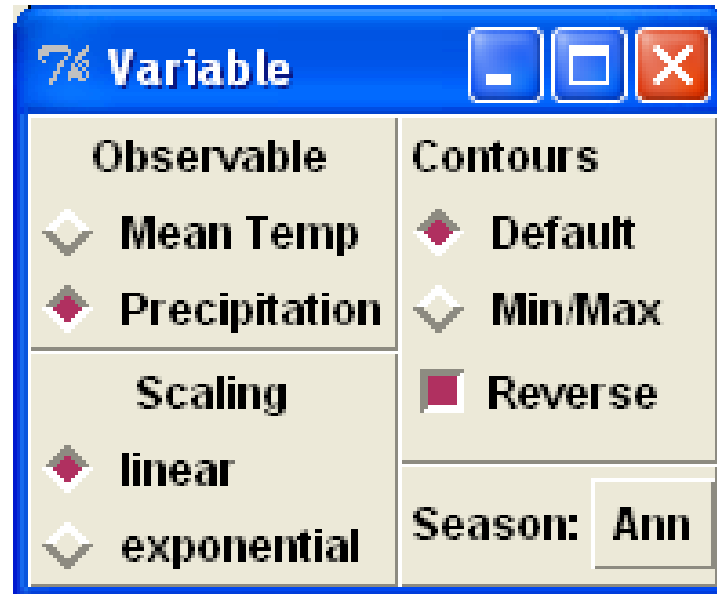 Variable
Observable
Mean Temp
Precipitation
Scaling
linear
exponential
Contours
Default
Min/Max
Reverse
Season: Ann